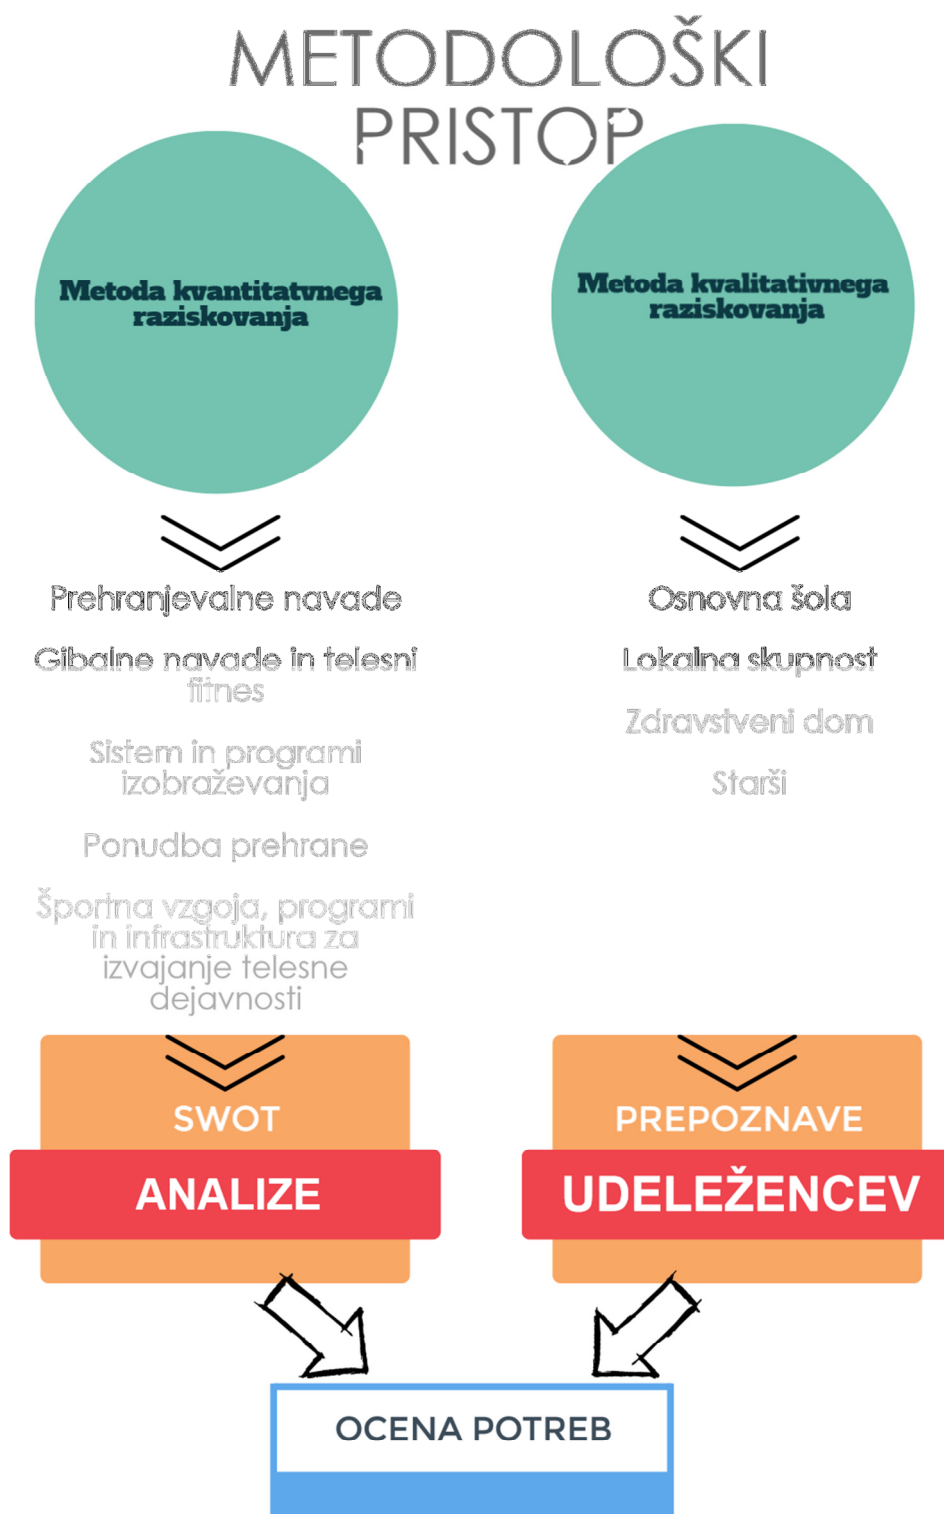 METODOLOŠKI
PRISTOP
Metoda kvantitatvnega
raziskovanja
Prehranjevalne navade
Gibalne navade in telesni
fitnes
Sistem in programi
izobraževanja
Ponudba prehrane
Športna vzgoja, programi
in infrastruktura za
izvajanje telesne
dejavnosti
SWOT
ANALIZE
Metoda kvalitativnega
raziskovanja
Osnovna šola
Lokalna skupnost
Zdravstveni dom
Starši
PREPOZNAVE
UDELEŽENCEV
OCENA POTREB